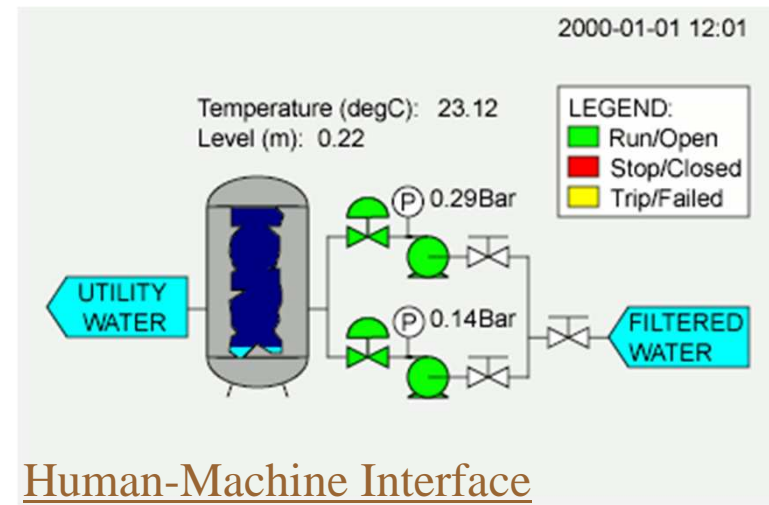 2000-01-01 12:01
Temperature (degC): 23.12
Level (m): 0.22
LEGEND:
Run/Open
Stop/Closed
Trip/Failed
P 0.29Bar
UTILITY
WATER
P 0.14Bar
FILTERED
WATER
Human-Machine Interface